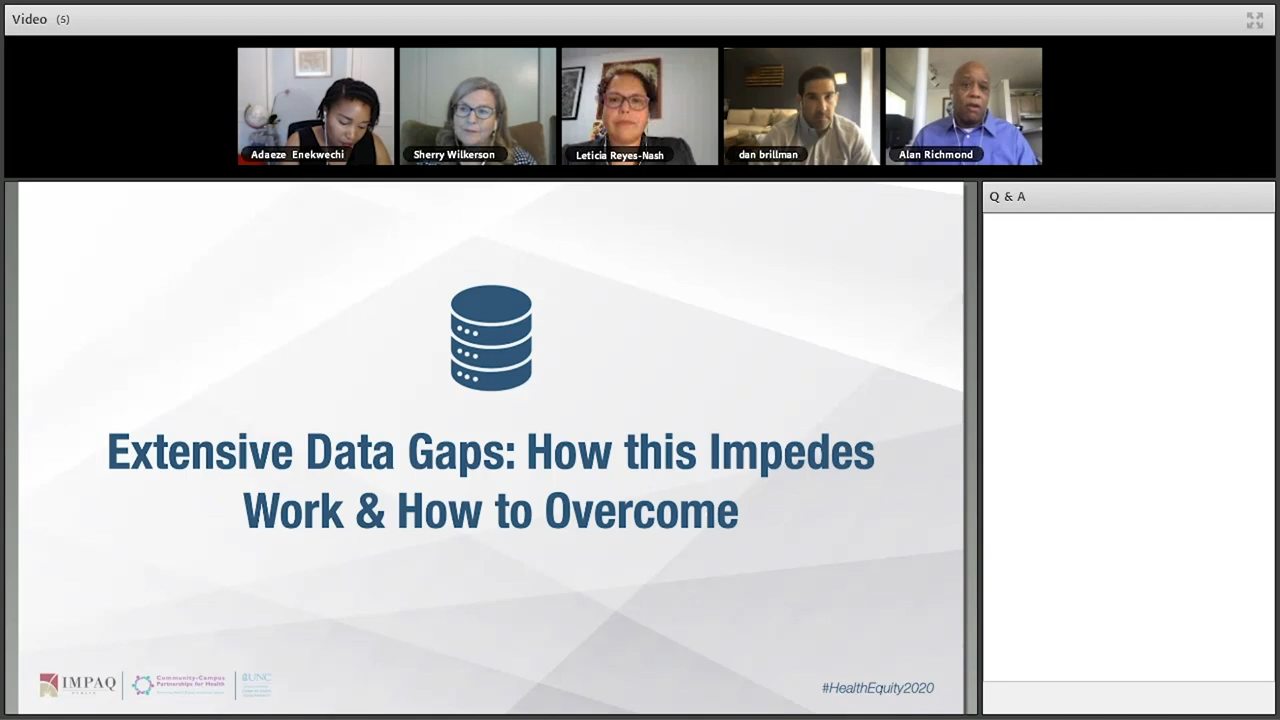 Video (5)
Adaeze Enekwechi
Sherry Wilkerson
Leticia Reyes-Nash
dan brillman
Alan Richmond
Q & A
Extensive Data Gaps: How this Impedes
Work & How to Overcome
IMPAQ
Community-Campus
Partnerships for Health
UNC
#HealthEquity2020